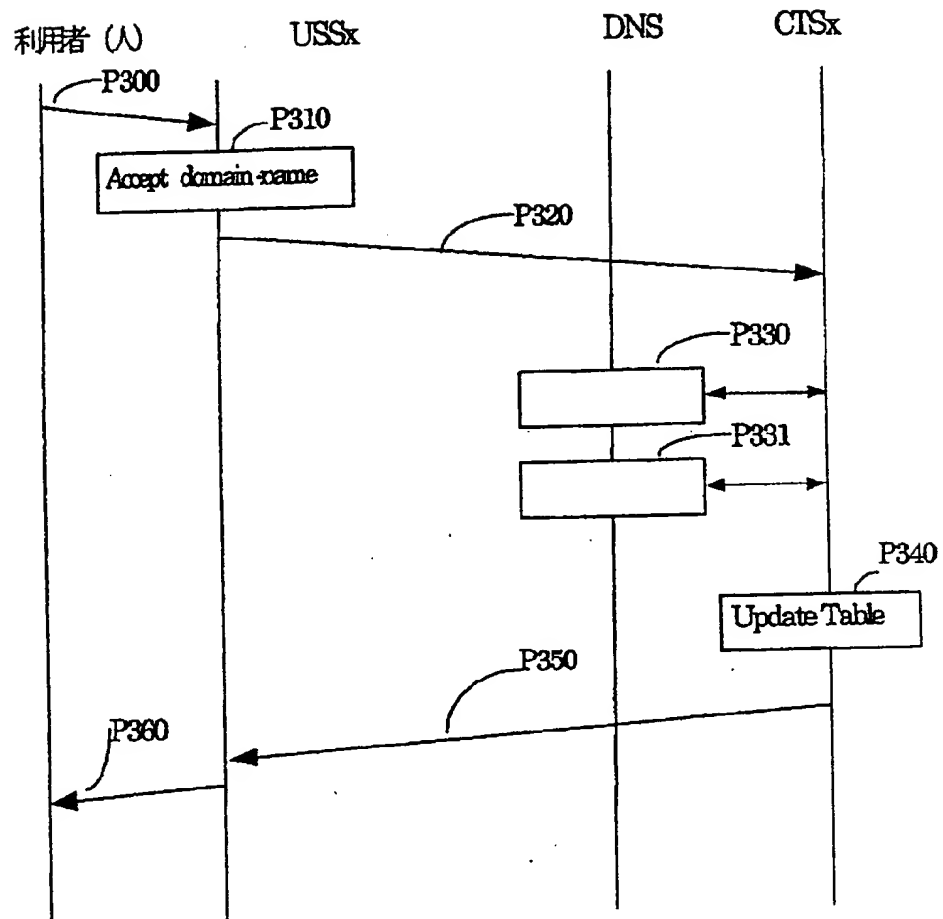 利用者 (人)
USSx
DNS
CTSx
P300
P310
Accept domain-name
P320
P330
P331
P340
Update Table
P350
P360